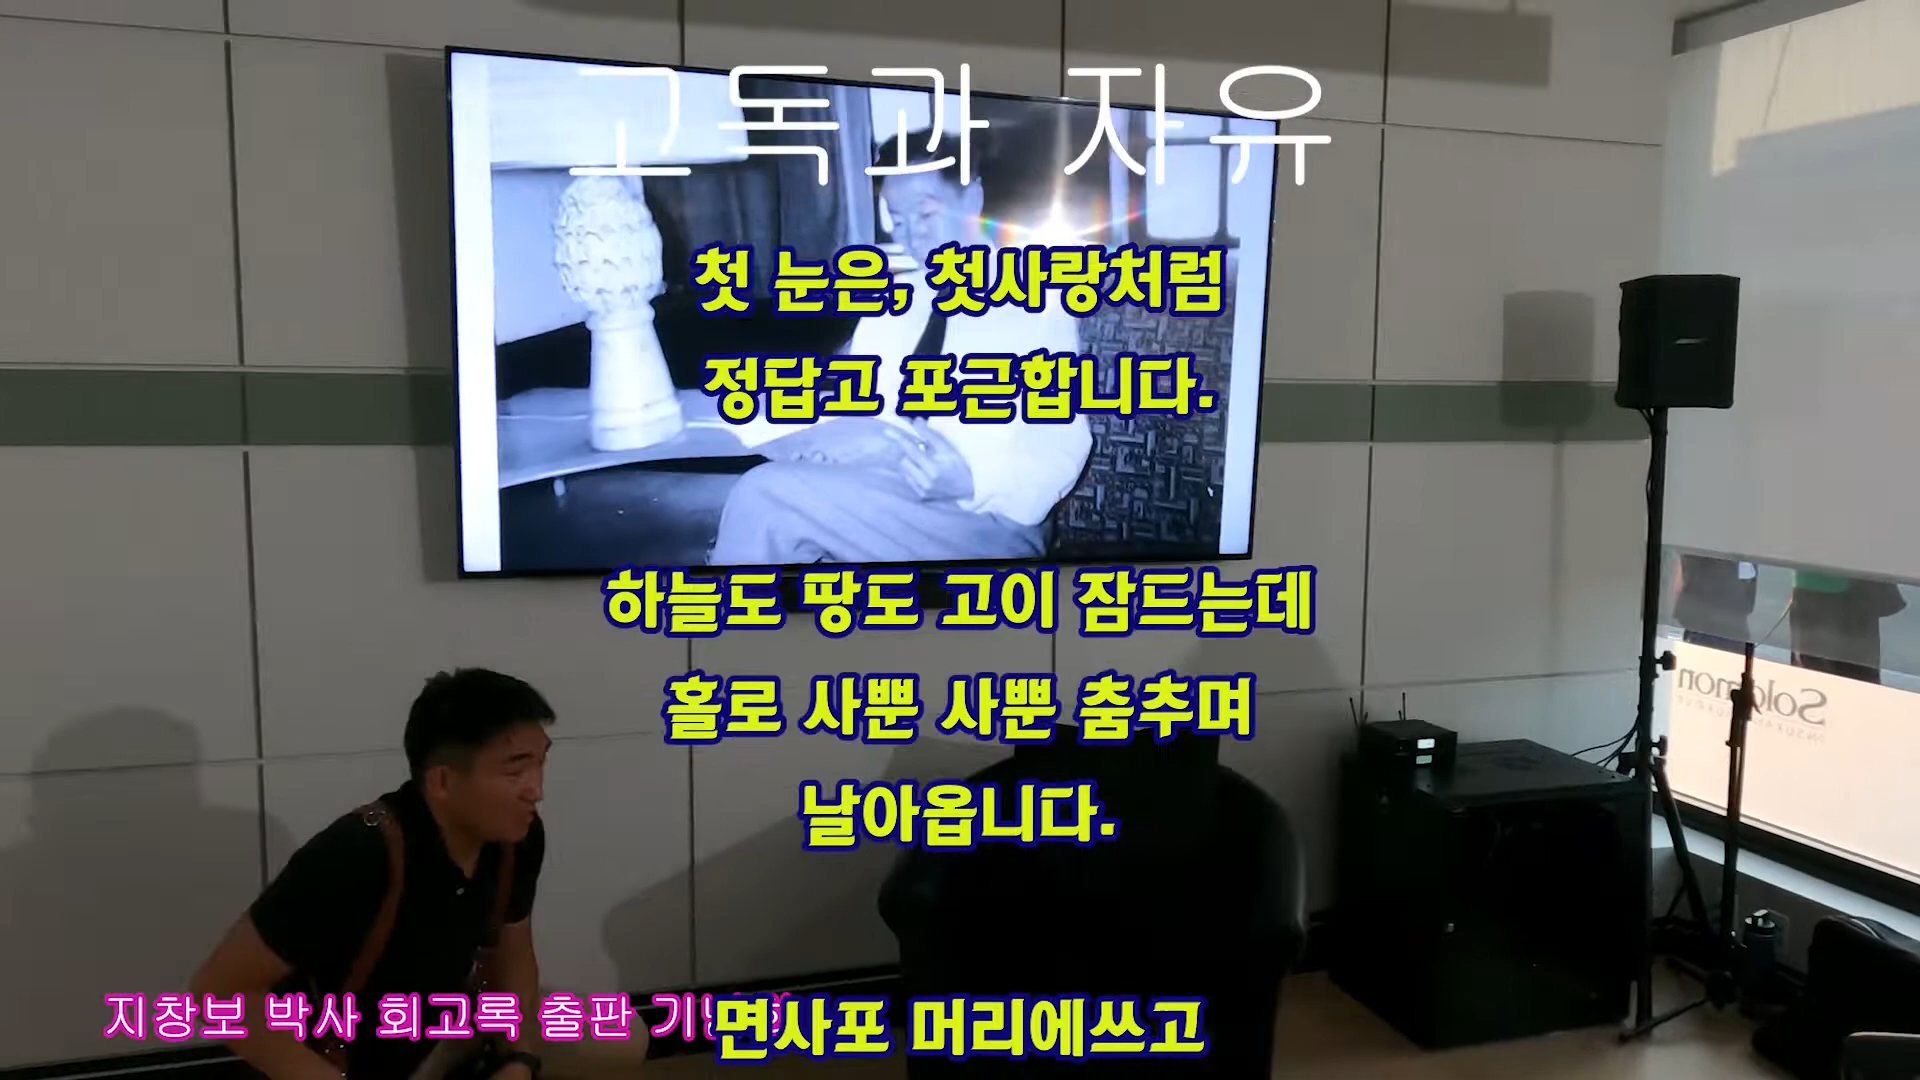 고독과 자유
첫 눈은, 첫사랑처럼
정답고 포근합니다.
하늘도 땅도 고이 잠드는데
홀로 사뿐 사뿐 춤추며
날아옵니다.
Solomon
지창보 박사 회고록 출판
면사포 머리에쓰고